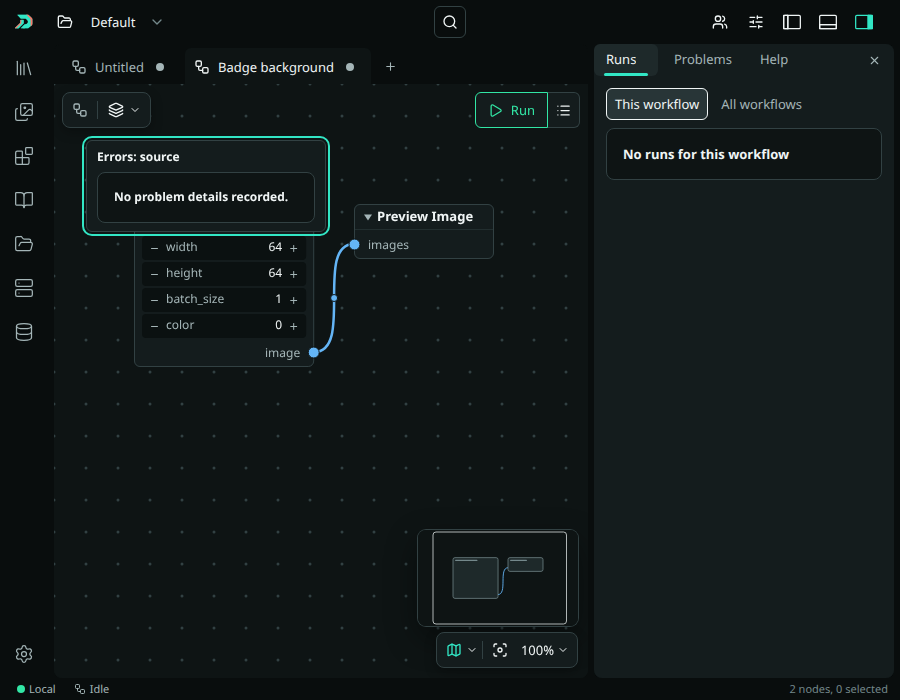 Default
Untitled
Badge background
Run
Errors: source
No problem details recorded.
width 64
height 64
batch_size 1
color 0
image
Preview Image
images
100%
Runs Problems Help
This workflow All workflows
No runs for this workflow
Local Idle
2 nodes, 0 selected